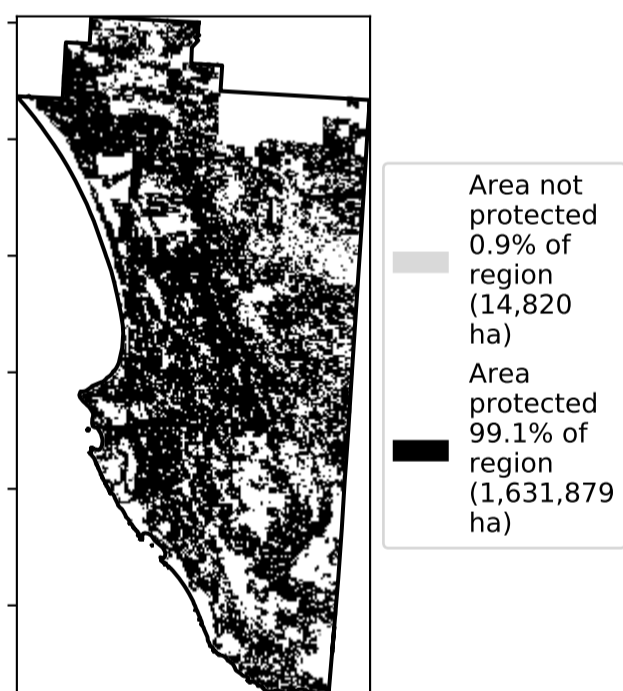 Area not
protected
0.9% of
region
(14,820
ha)
Area
protected
99.1% of
region
(1,631,879
ha)